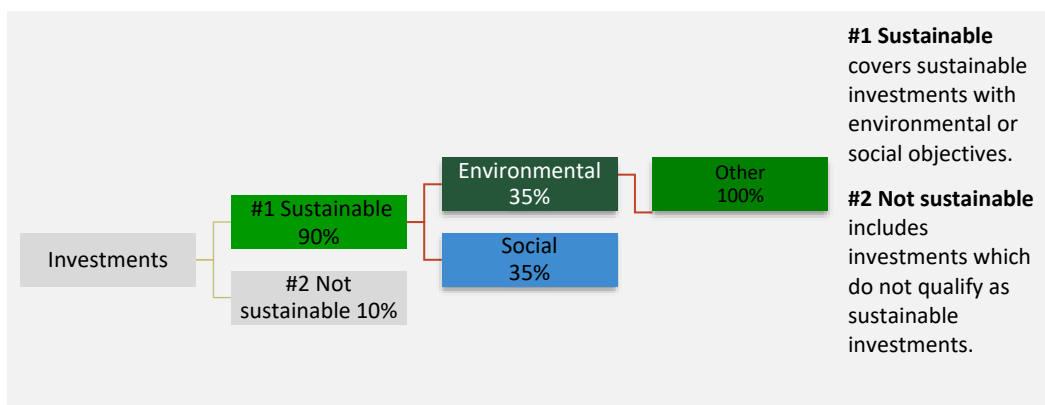 Investments
#1 Sustainable
90%
#2 Not
sustainable 10%
Environmental
35%
Social
35%
Other
100%
#1 Sustainable
covers sustainable
investments with
environmental or
social objectives.
#2 Not sustainable
includes
investments which
do not qualify as
sustainable
investments.